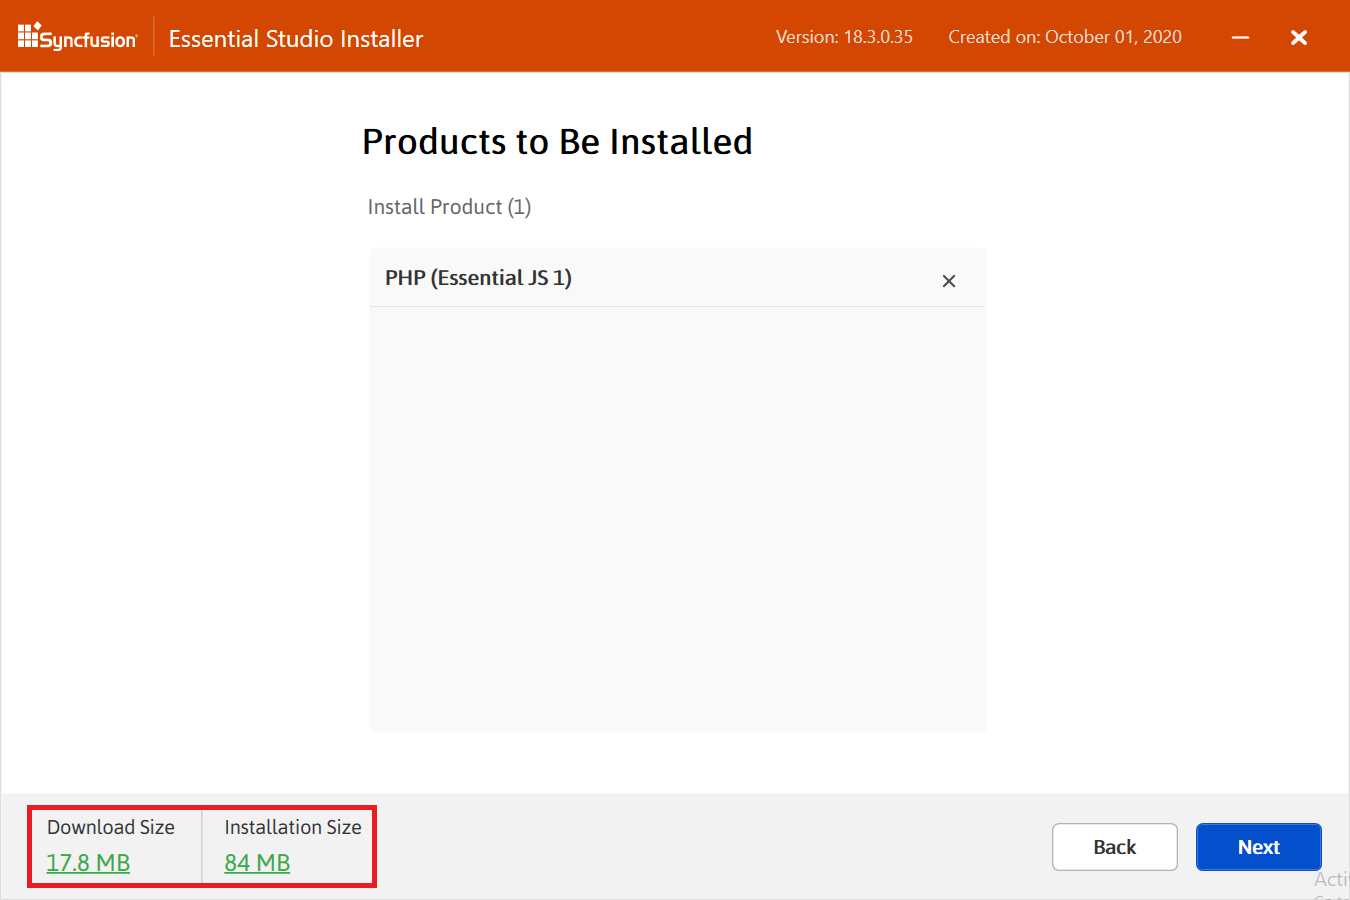 Syncfusion
Essential Studio Installer
Version: 18.3.0.35
Created on: October 01, 2020
Products to Be Installed
Install Product (1)
PHP (Essential JS 1)
Download Size
Installation Size
17.8 MB
84 MB
Back
Next